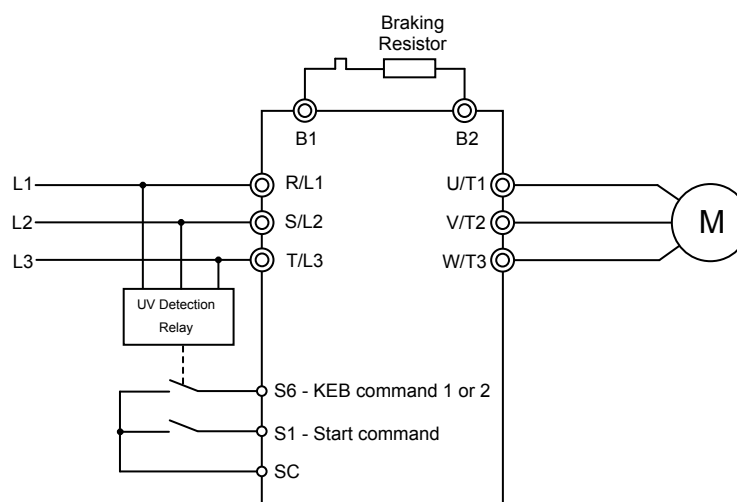 Braking
Resistor
B1
B2
L1
R/L1
U/T1
L2
S/L2
V/T2
M
L3
T/L3
W/T3
UV Detection
Relay
S6 - KEB command 1 or 2
S1 - Start command
SC